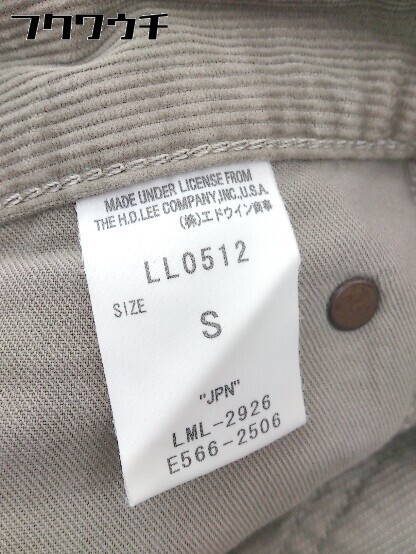 フクワウチ
MADE UNDER LICENSE FROM
THE H.D.LEE COMPANY,INC.,U.S.A.
(株)エドウイン商事
LL0512
SIZE
S
"JPN"
LML-2926
E566-2506